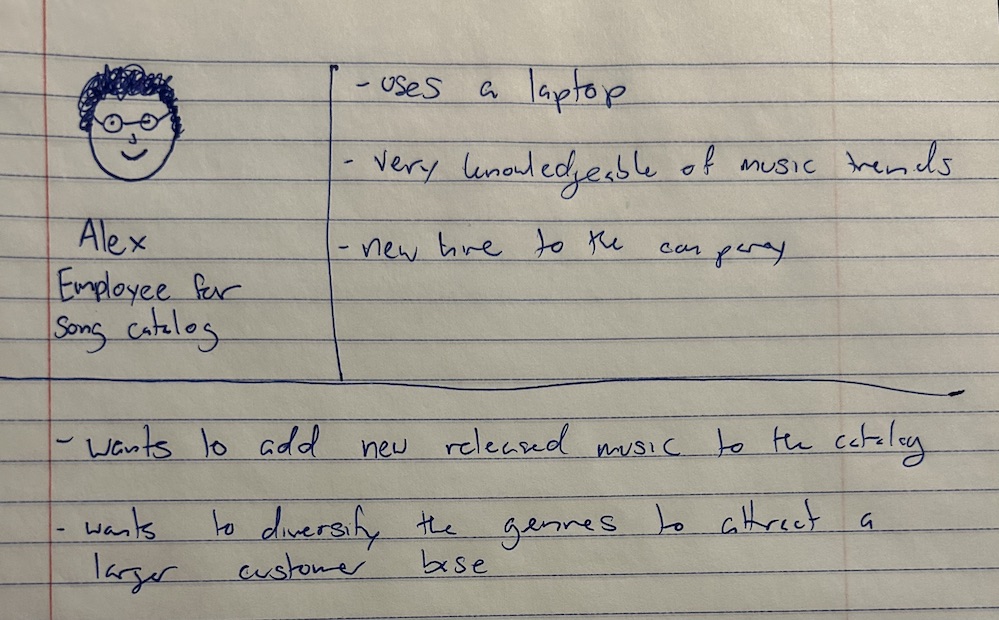 Alex
Employee for
song catalog
- uses a laptop
- very knowledgeable of music trends
- new hire to the company
- wants to add new released music to the catalog
- wants to diversify the genres to attract a
larger customer base